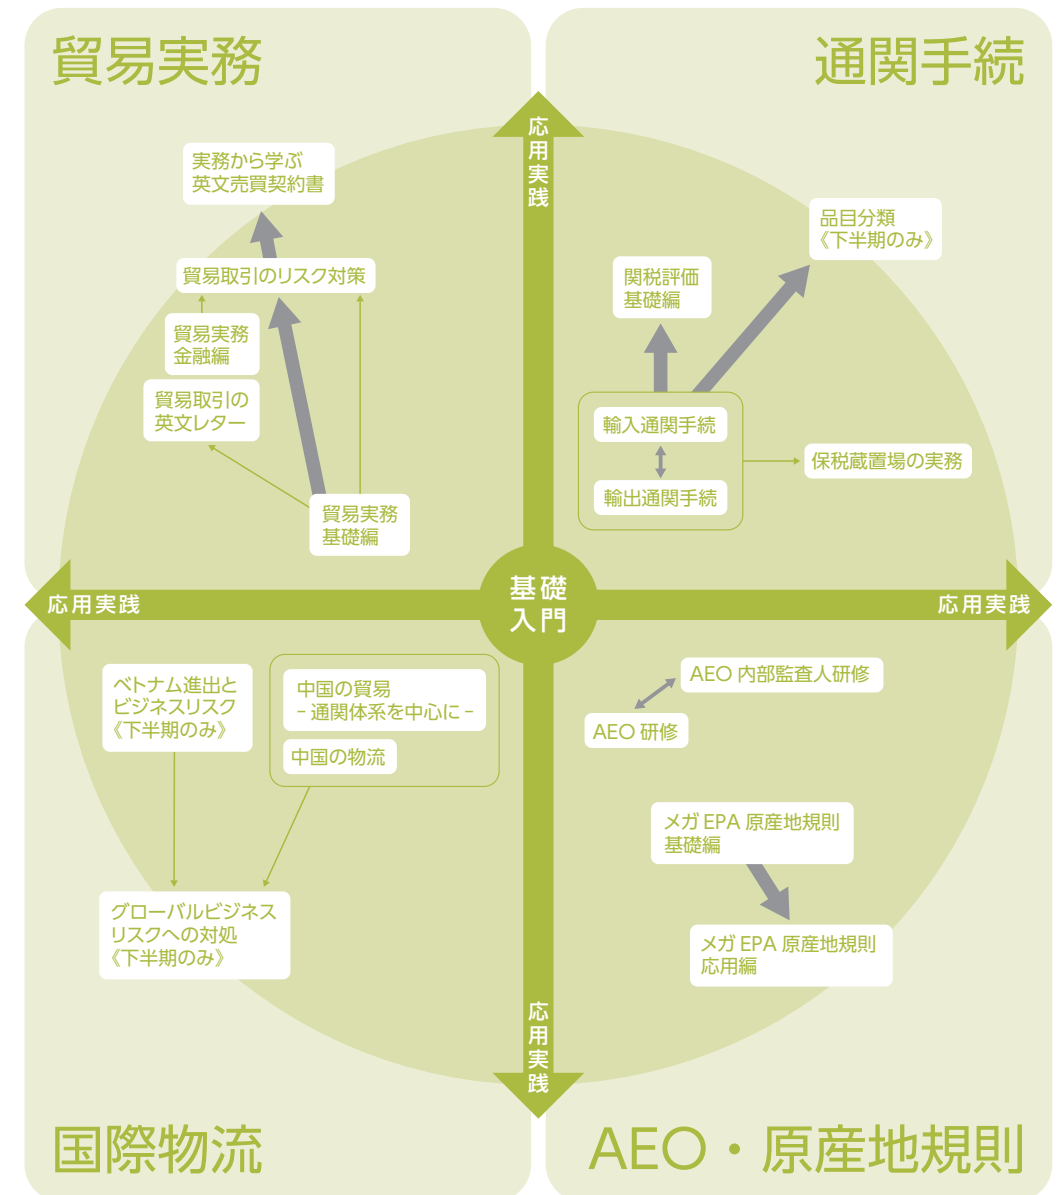 貿易実務
通関手続
応用実践
実務から学ぶ
英文売買契約書
貿易取引のリスク対策
貿易実務
金融編
貿易取引の
英文レター
貿易実務
基礎編
品目分類
《下半期のみ》
関税評価
基礎編
輸入通関手続
輸出通関手続
保税蔵置場の実務
応用実践
基礎
入門
応用実践
ベトナム進出と
ビジネスリスク
《下半期のみ》
中国の貿易
−通関体系を中心に−
中国の物流
グローバルビジネス
リスクへの対処
《下半期のみ》
AEO 内部監査人研修
AEO 研修
メガ EPA 原産地規則
基礎編
メガ EPA 原産地規則
応用編
応用実践
国際物流
AEO・原産地規則